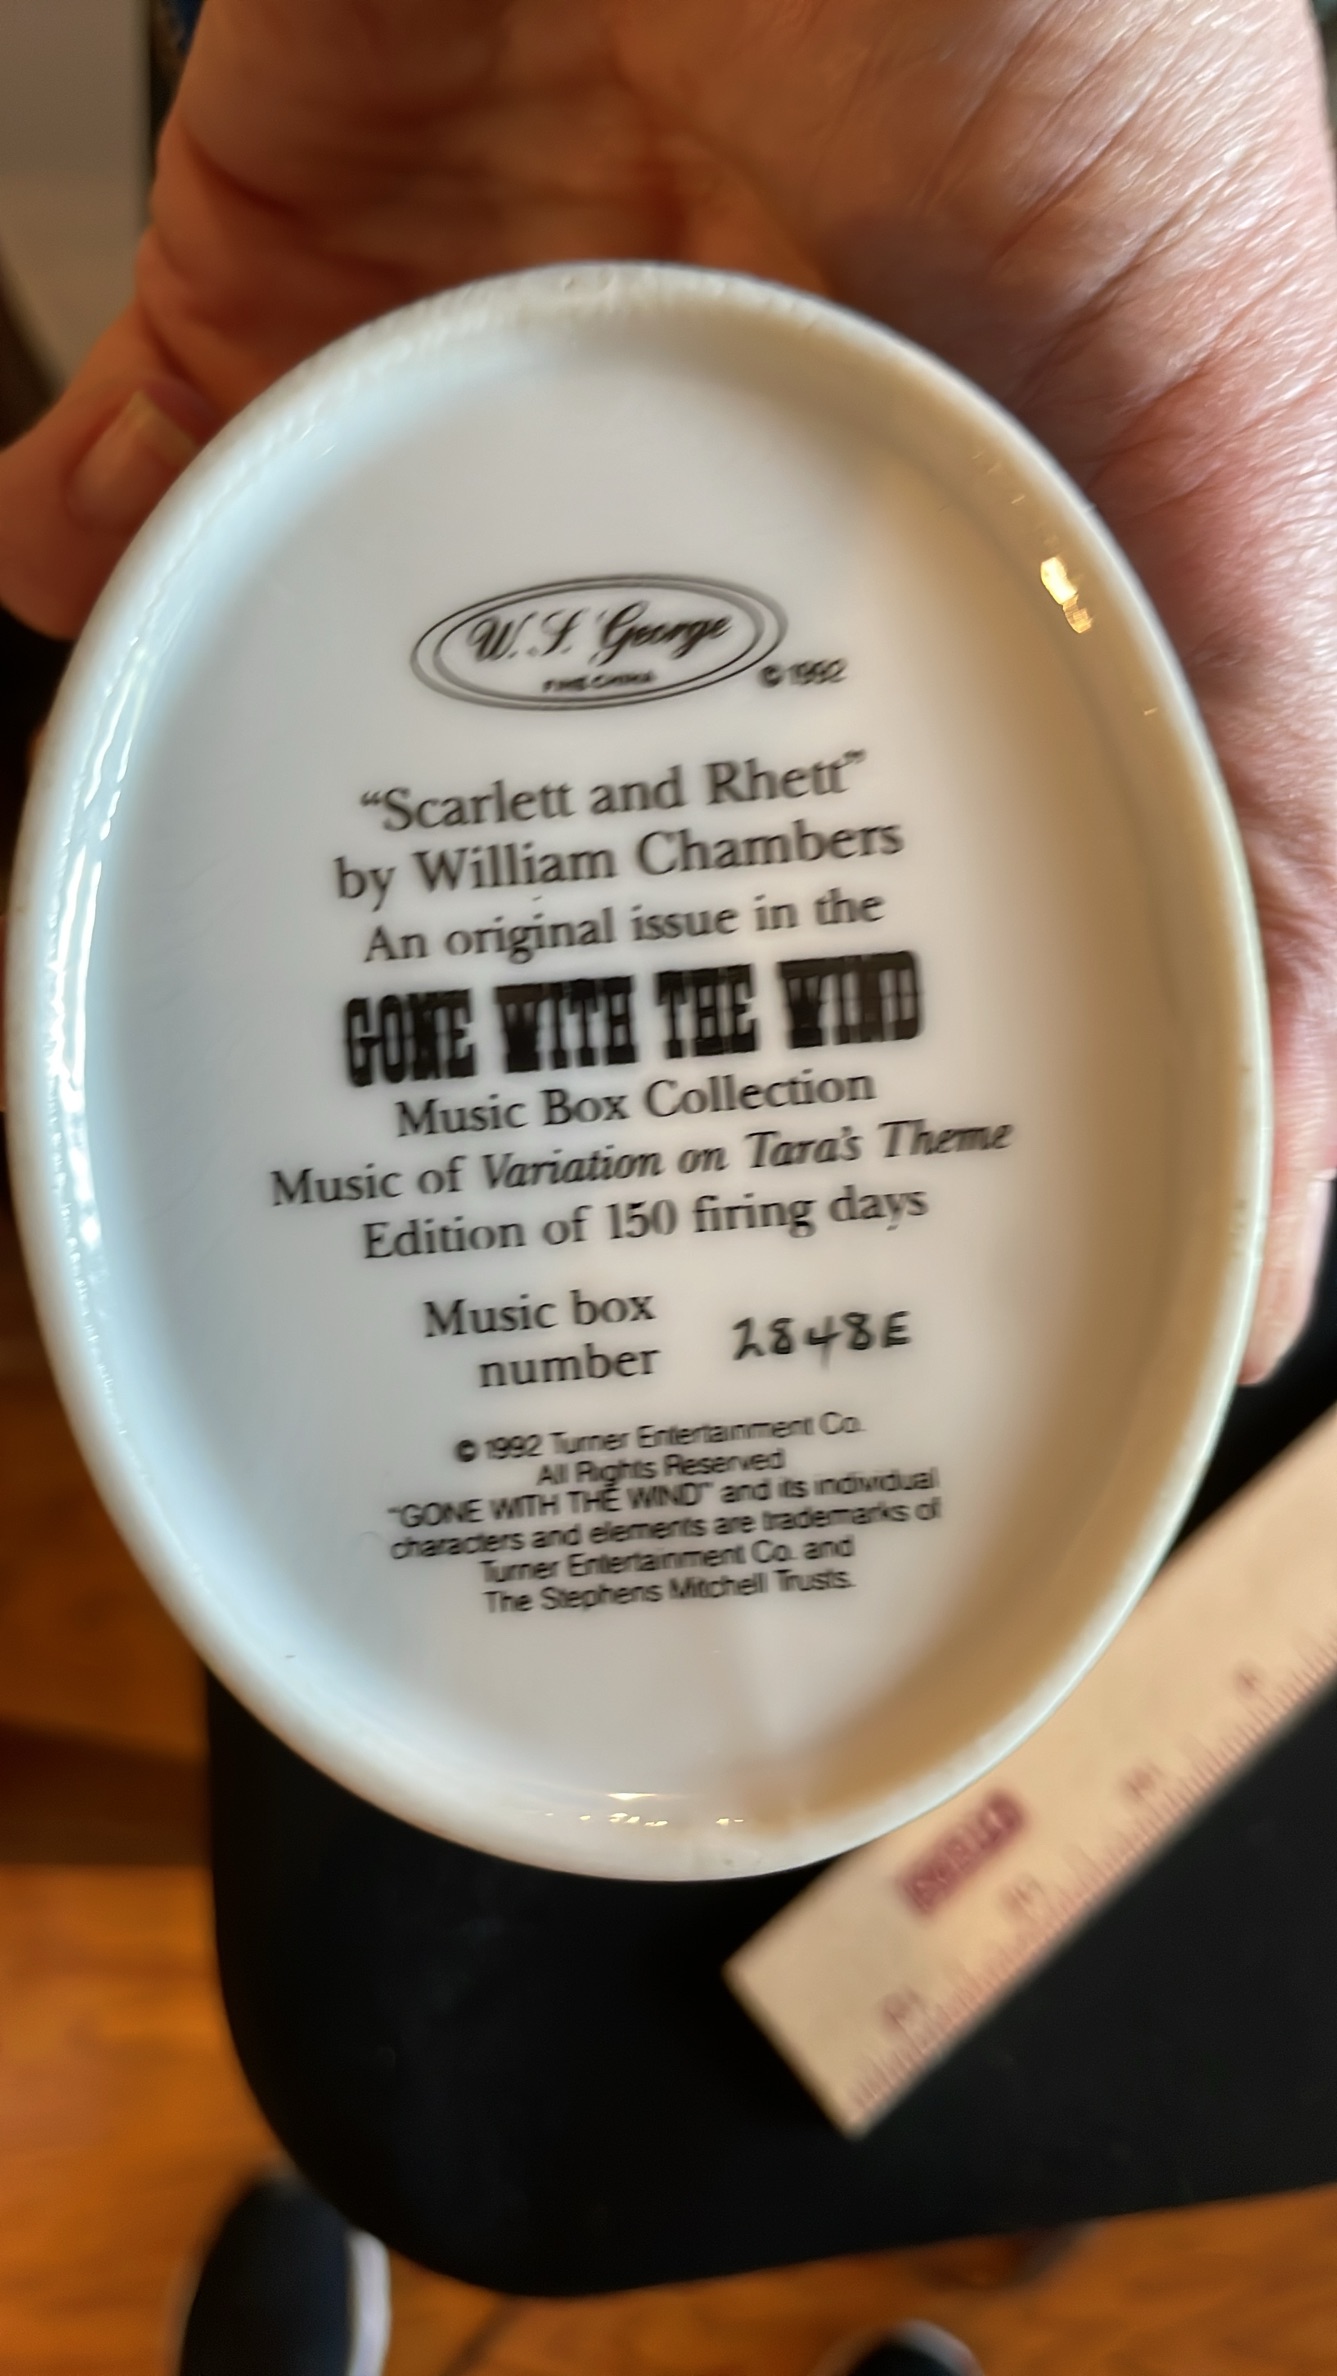 W. S. George
FINE CHINA
© 1992
“Scarlett and Rhett”
by William Chambers
An original issue in the
GONE WITH THE WIND
Music Box Collection
Music of Variation on Tara's Theme
Edition of 150 firing days
Music box
number 2848E
© 1992 Turner Entertainment Co.
All Rights Reserved
“GONE WITH THE WIND” and its individual
characters and elements are trademarks of
Turner Entertainment Co. and
The Stephens Mitchell Trusts.